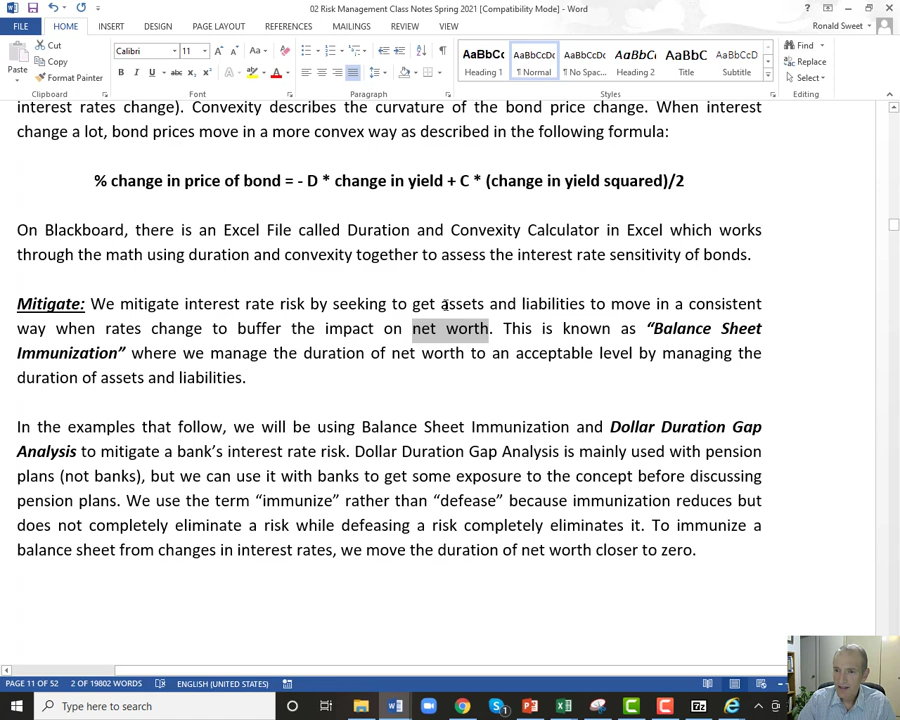 02 Risk Management Class Notes Spring 2021 [Compatibility Mode] - Word
FILE HOME INSERT DESIGN PAGE LAYOUT REFERENCES MAILINGS REVIEW VIEW Ronald Sweet
Paste Cut Copy Format Painter
Calibri 11 Aa
B I U abc x₂ x² A A
AaBbCc Heading 1 AaBbCcDc ¶ Normal AaBbCcDc ¶ No Spac... AaBbCc Heading 2 AaBbC Title AaBbCcD Subtitle
Find Replace Select
Clipboard Font Paragraph Styles Editing
interest rates change). Convexity describes the curvature of the bond price change. When interest
change a lot, bond prices move in a more convex way as described in the following formula:
% change in price of bond = - D * change in yield + C * (change in yield squared)/2
On Blackboard, there is an Excel File called Duration and Convexity Calculator in Excel which works
through the math using duration and convexity together to assess the interest rate sensitivity of bonds.
Mitigate: We mitigate interest rate risk by seeking to get assets and liabilities to move in a consistent
way when rates change to buffer the impact on net worth. This is known as “Balance Sheet
Immunization” where we manage the duration of net worth to an acceptable level by managing the
duration of assets and liabilities.
In the examples that follow, we will be using Balance Sheet Immunization and Dollar Duration Gap
Analysis to mitigate a bank’s interest rate risk. Dollar Duration Gap Analysis is mainly used with pension
plans (not banks), but we can use it with banks to get some exposure to the concept before discussing
pension plans. We use the term “immunize” rather than “defease” because immunization reduces but
does not completely eliminate a risk while defeasing a risk completely eliminates it. To immunize a
balance sheet from changes in interest rates, we move the duration of net worth closer to zero.
PAGE 11 OF 52 2 OF 19802 WORDS ENGLISH (UNITED STATES)
Type here to search